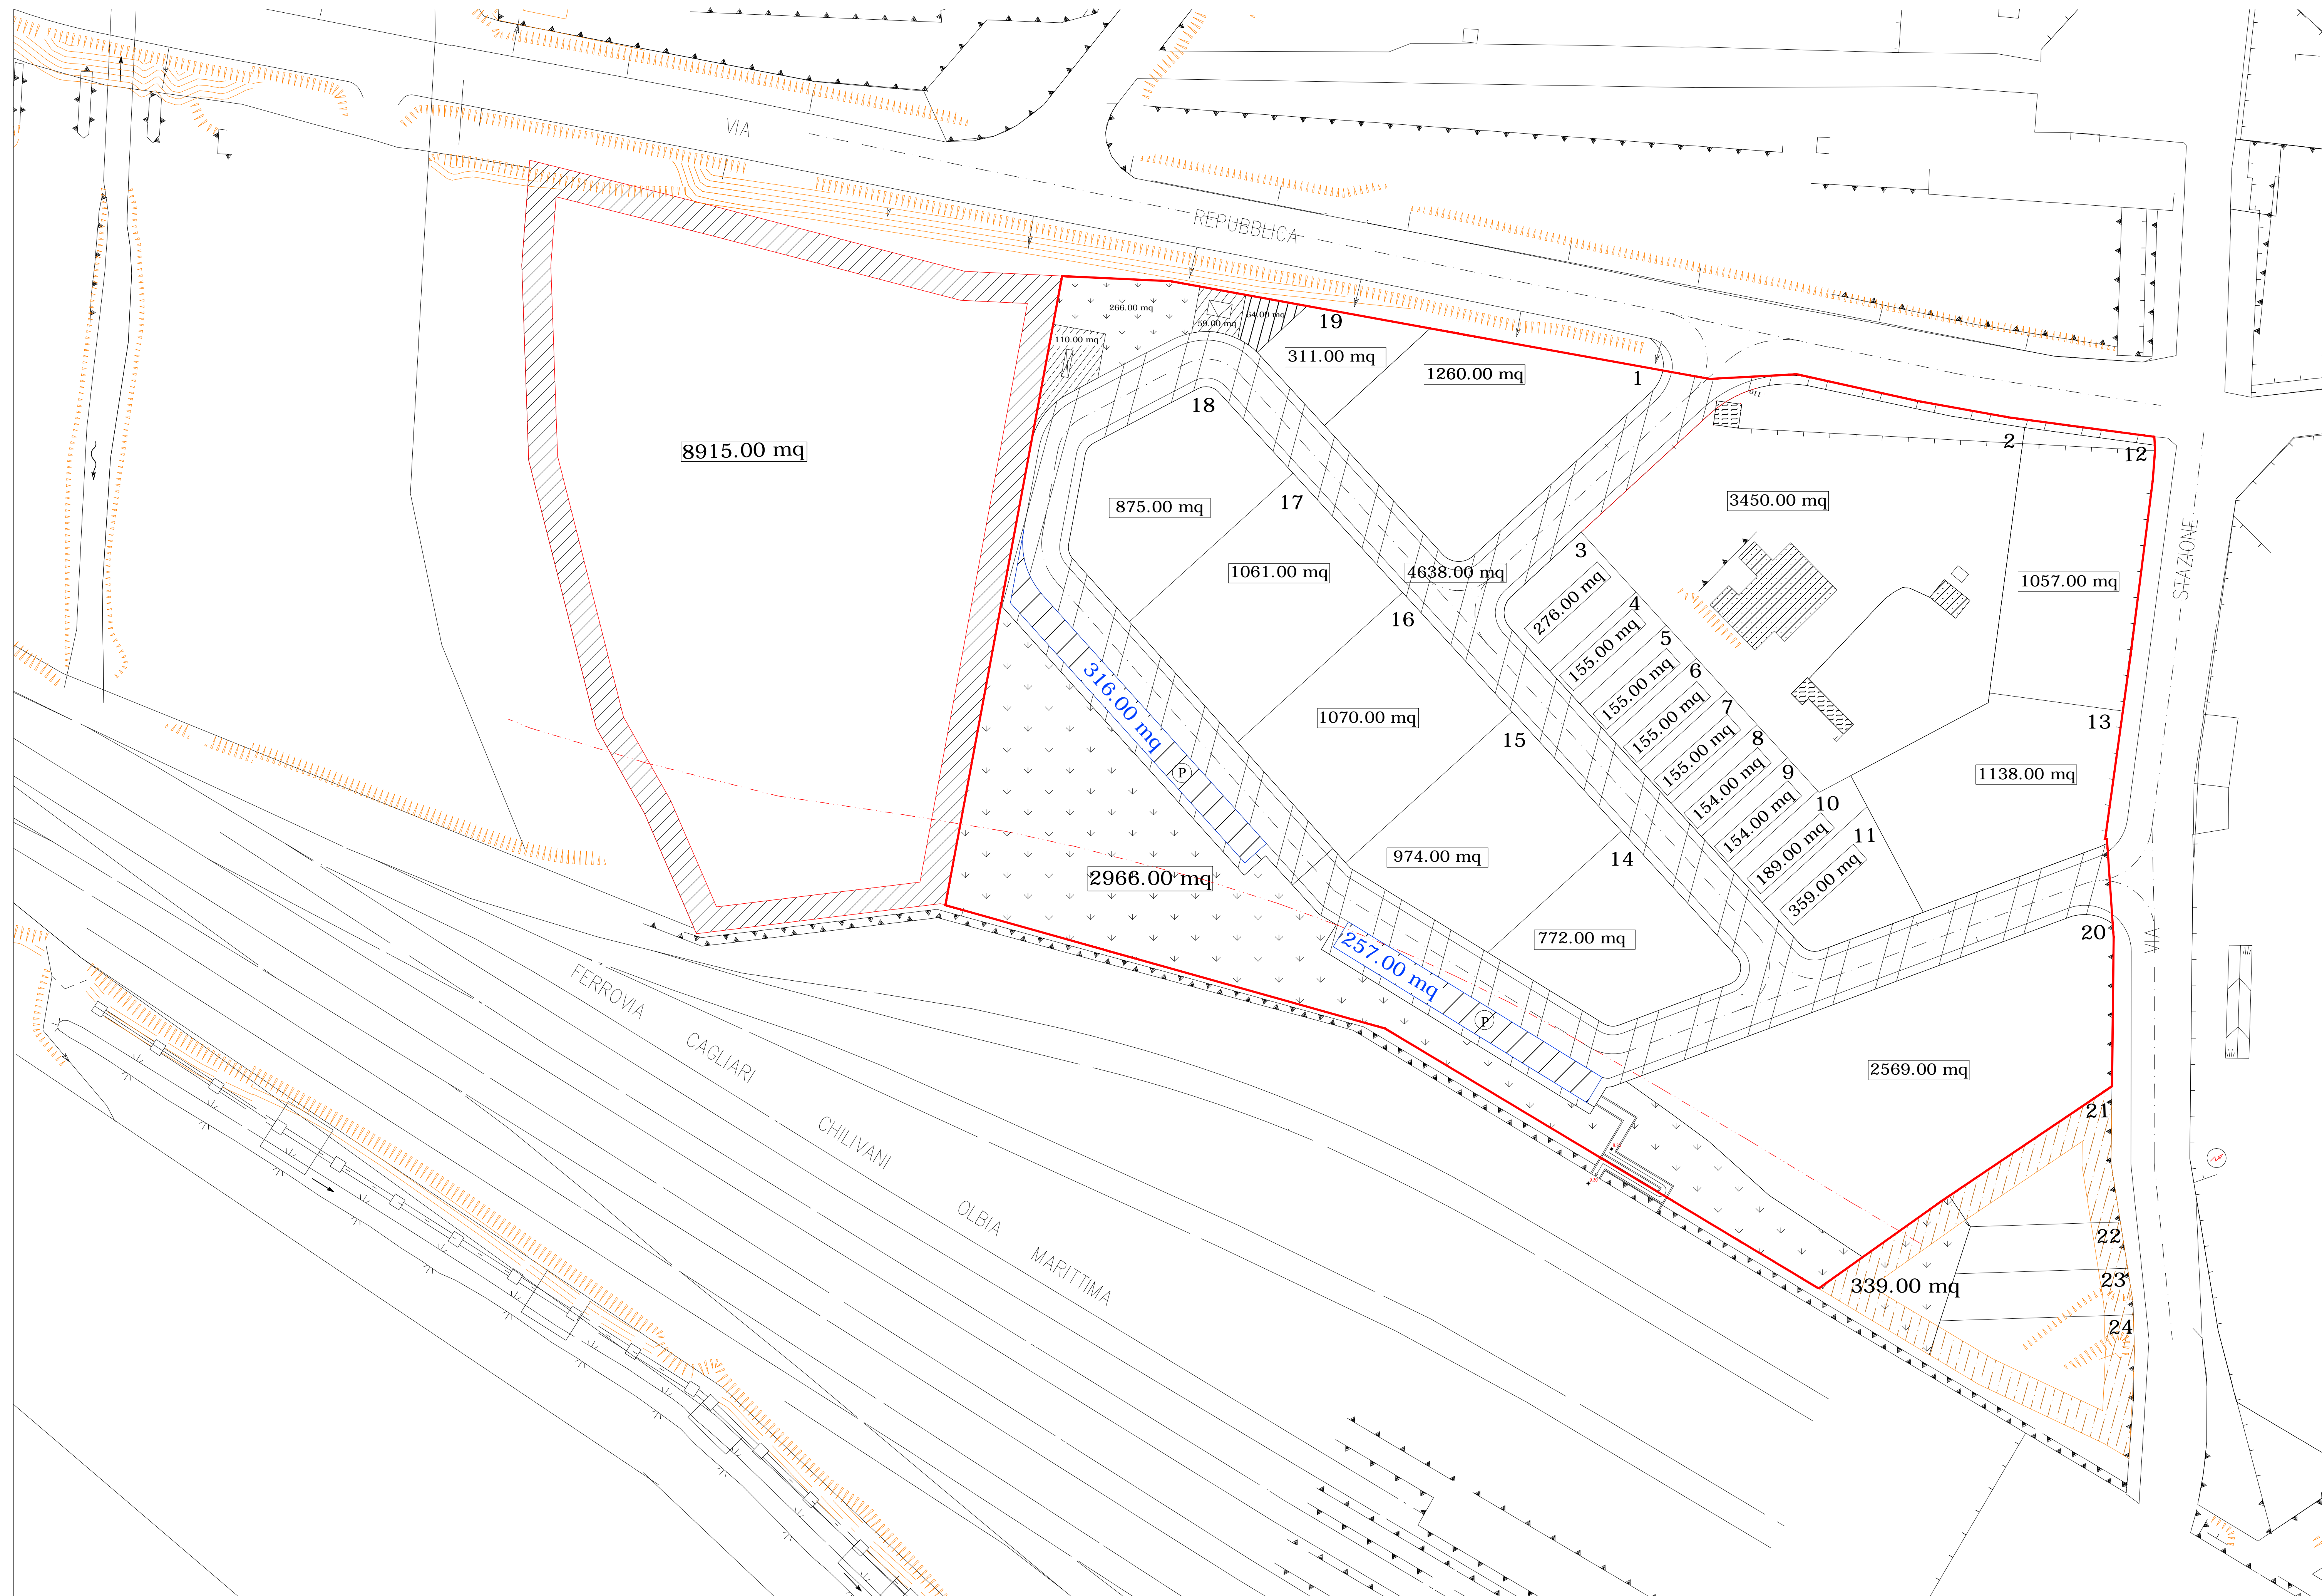 VIA
REPUBBLICA
266.00 mq
59.00 mq
64.00 mq
110.00 mq
19
311.00 mq
1260.00 mq
1
18
110
2
12
8915.00 mq
875.00 mq
17
3450.00 mq
STAZIONE
3
1061.00 mq
4638.00 mq
1057.00 mq
276.00 mq
16
4
155.00 mq
5
155.00 mq
6
155.00 mq
316.00 mq
P
1070.00 mq
15
7
155.00 mq
13
8
154.00 mq
9
154.00 mq
1138.00 mq
10
189.00 mq
11
359.00 mq
974.00 mq
14
2966.00 mq
772.00 mq
20
VIA
257.00 mq
P
2569.00 mq
21
22
23
339.00 mq
24
FERROVIA
CAGLIARI
CHILIVANI
OLBIA
MARITTIMA